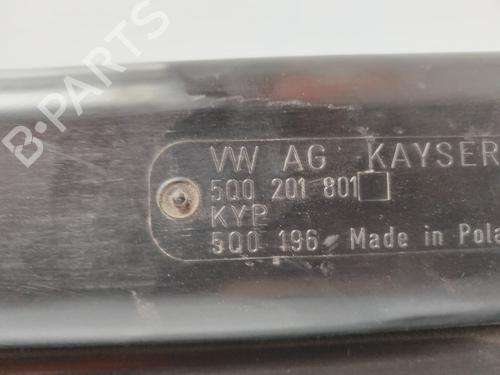 VW AG KAYSER
5Q0 201 801
KYP
5Q0 196 Made in Pola
B-PARTS